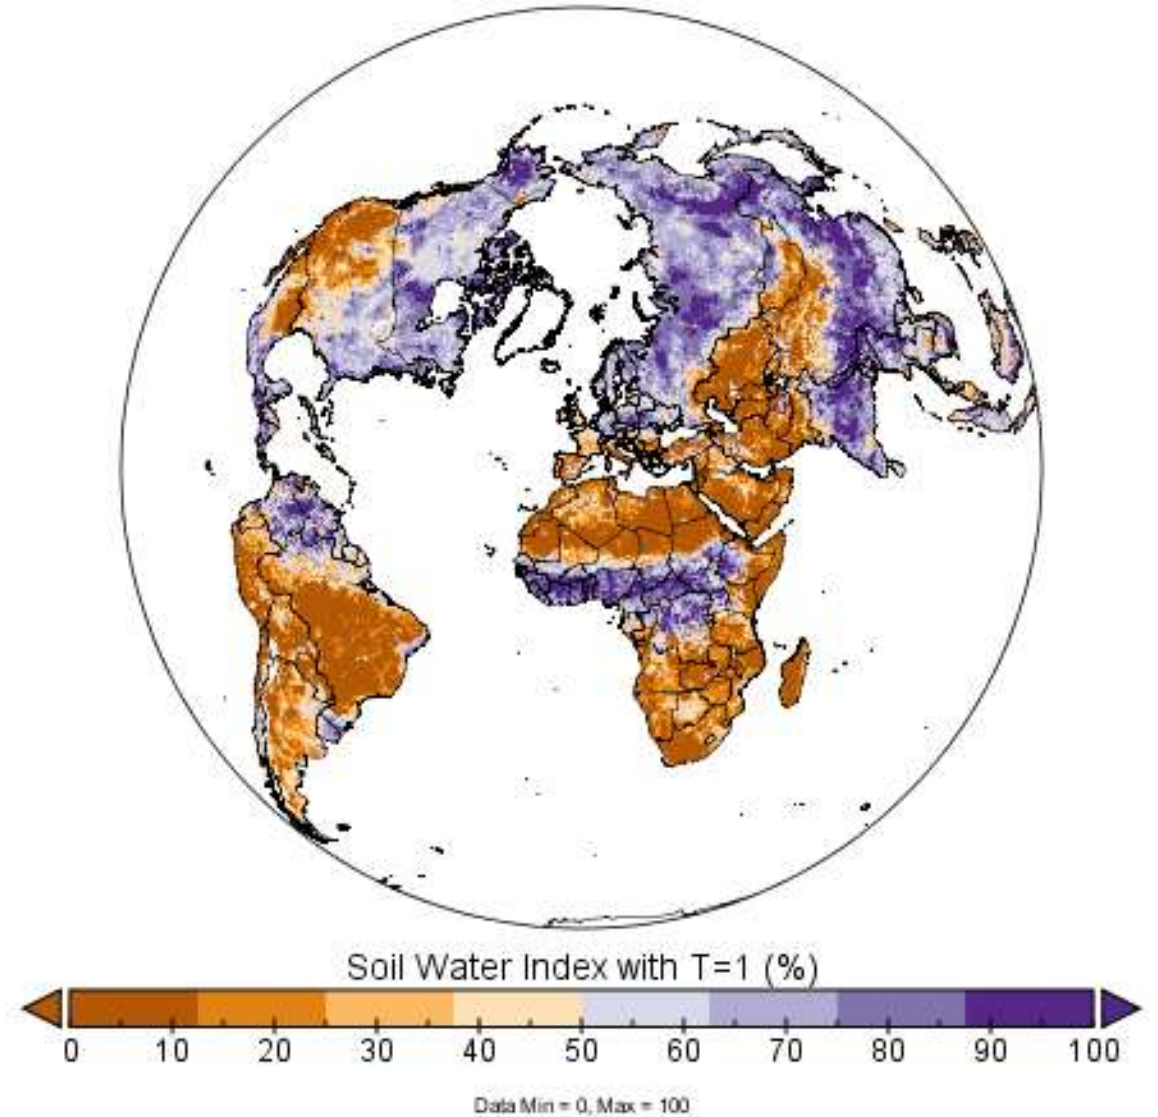 Soil Water Index with T=1 (%)
0 10 20 30 40 50 60 70 80 90 100
Data Min = 0, Max = 100